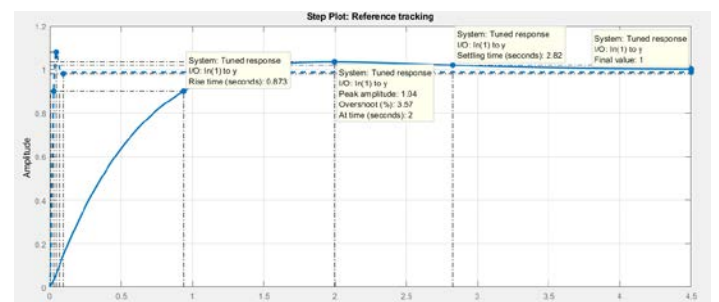 Step Plot: Reference tracking
System: Tuned response
I/O: In(1) to y
Rise time (seconds): 0.873
System: Tuned response
I/O: In(1) to y
Peak amplitude: 1.04
Overshoot (%): 3.57
At time (seconds): 2
System: Tuned response
I/O: In(1) to y
Settling time (seconds): 2.82
System: Tuned response
I/O: In(1) to y
Final value: 1
Amplitude
1.2
1
0.8
0.6
0.4
0.2
0
0 0.5 1 1.5 2 2.5 3 3.5 4 4.5